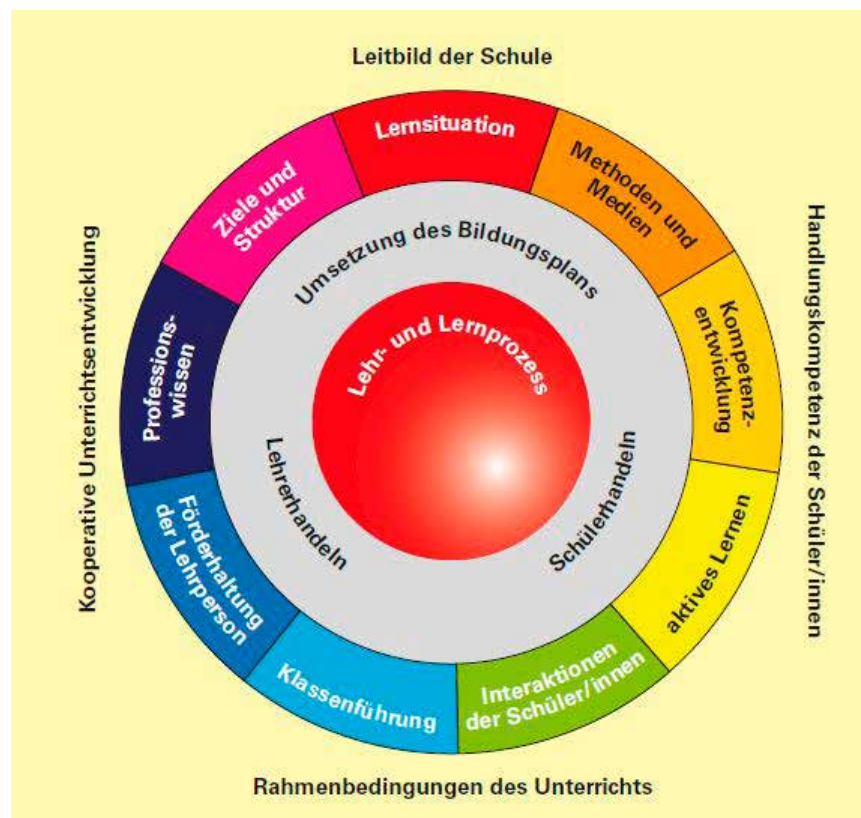 Leitbild der Schule
Lernsituation
Methoden und
Medien
Kompetenz-
entwicklung
aktives Lernen
Interaktionen
der Schüler/innen
Klassenführung
Förderhaltung
der Lehrperson
Professions-
wissen
Ziele und
Struktur
Umsetzung des Bildungsplans
Schülerhandeln
Lehrerhandeln
Lehr- und Lernprozess
Kooperative Unterrichtsentwicklung
Handlungskompetenz der Schüler/innen
Rahmenbedingungen des Unterrichts